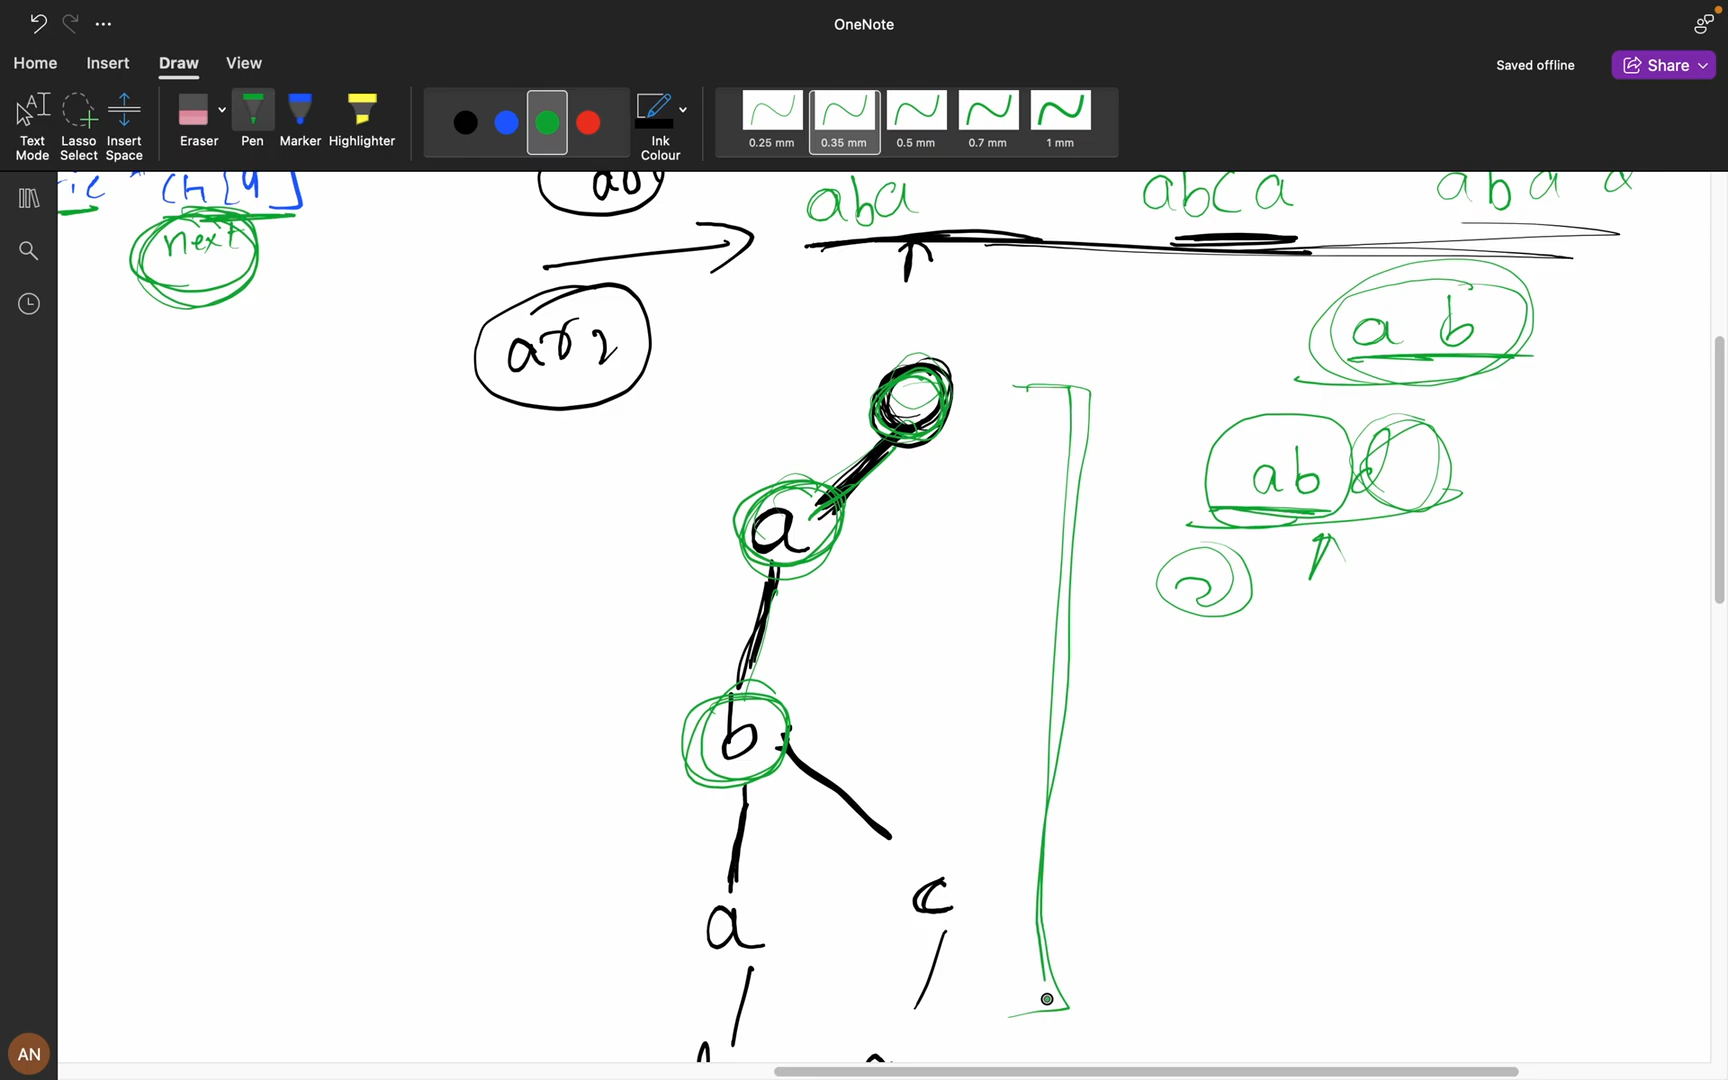 OneNote
Home Insert Draw View
Saved offline
Share
Text Mode
Lasso Select
Insert Space
Eraser
Pen
Marker
Highlighter
Ink Colour
0.25 mm
0.35 mm
0.5 mm
0.7 mm
1 mm
next
aba
abca
ar2
a b
ab
2
a
b
a
c
AN